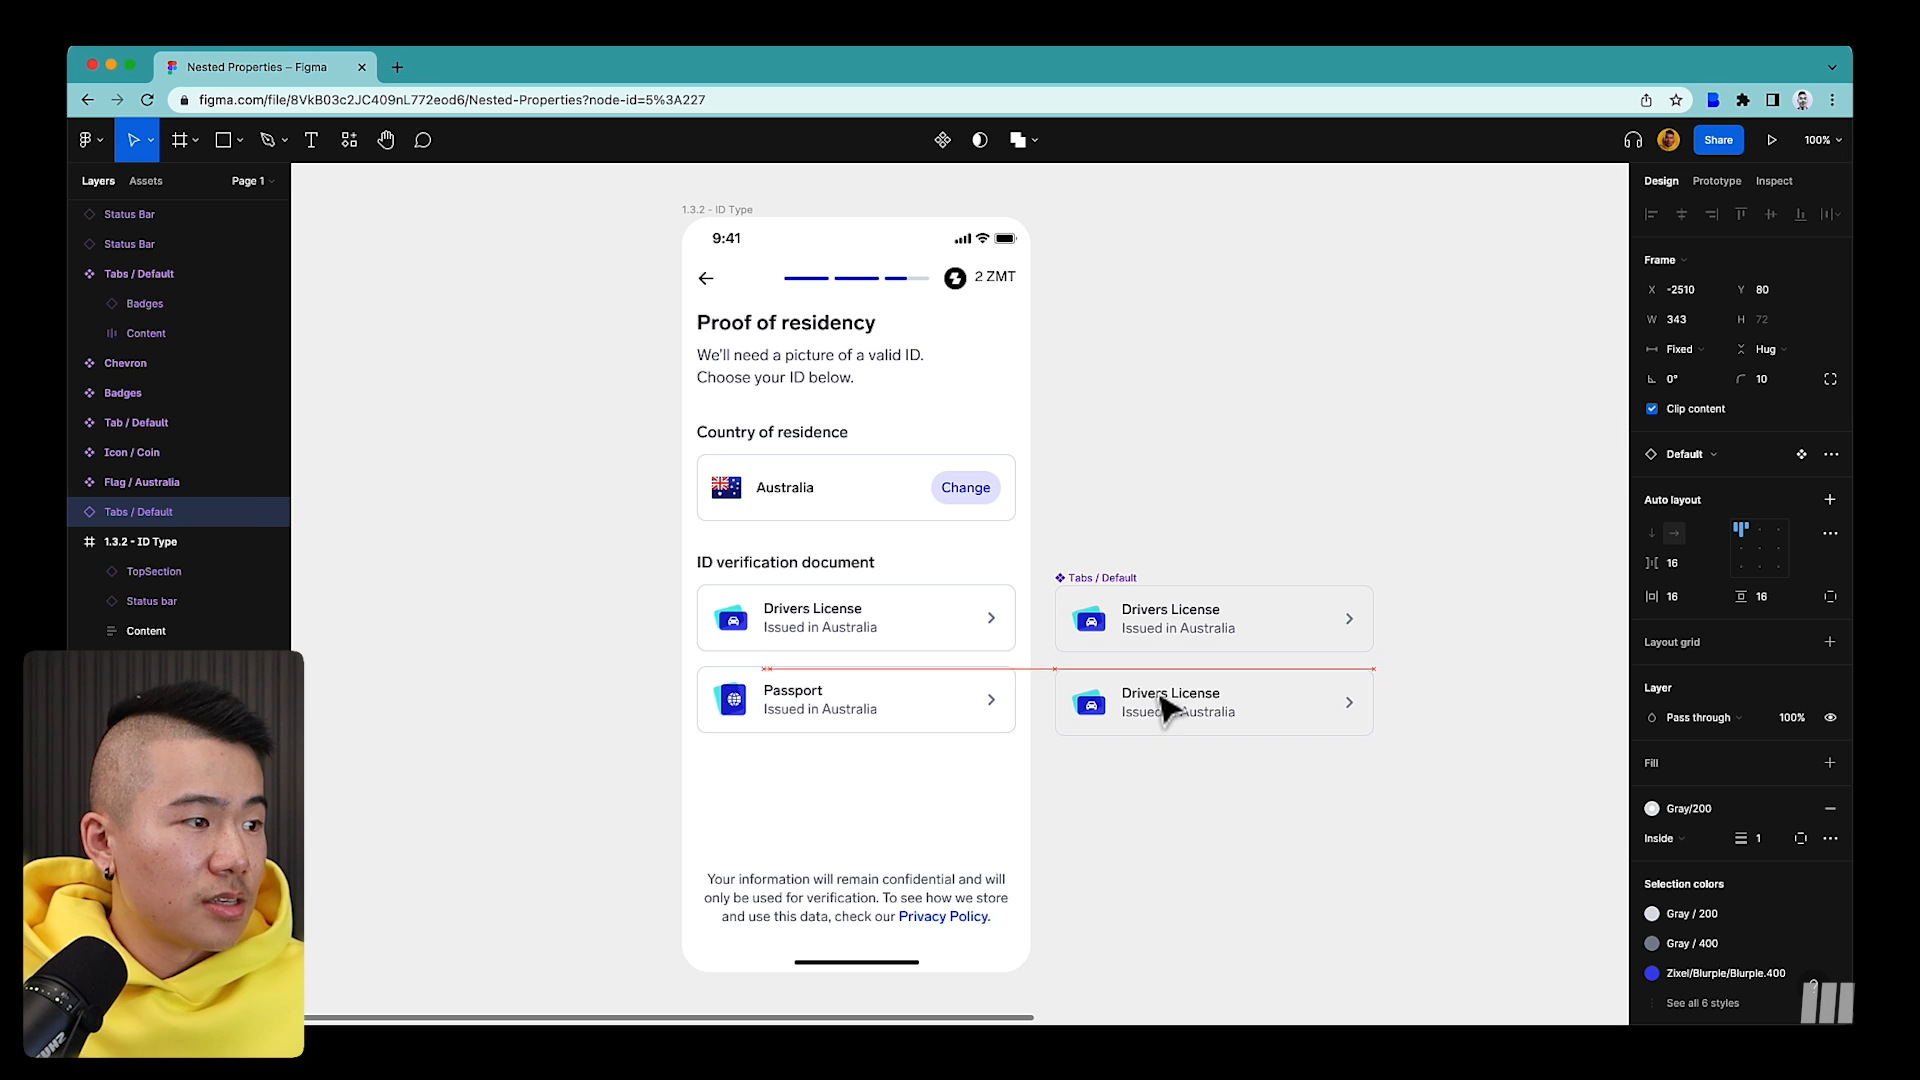 Nested Properties – Figma
figma.com/file/8VkB03c2JC409nL772eod6/Nested-Properties?node-id=5%3A227
Share
100%
Layers
Assets
Page 1
Status Bar
Status Bar
Tabs / Default
Badges
Content
Chevron
Badges
Tab / Default
Icon / Coin
Flag / Australia
Tabs / Default
1.3.2 - ID Type
TopSection
Status bar
Content
1.3.2 - ID Type
9:41
2 ZMT
Proof of residency
We'll need a picture of a valid ID.
Choose your ID below.
Country of residence
Australia
Change
ID verification document
Drivers License
Issued in Australia
Passport
Issued in Australia
Your information will remain confidential and will
only be used for verification. To see how we store
and use this data, check our Privacy Policy.
Tabs / Default
Drivers License
Issued in Australia
Drivers License
Issued in Australia
Design
Prototype
Inspect
Frame
X -2510
Y 80
W 343
H 72
Fixed
Hug
0°
10
Clip content
Default
Auto layout
16
16
16
Layout grid
Layer
Pass through
100%
Fill
Gray/200
Inside
1
Selection colors
Gray / 200
Gray / 400
Zixel/Blurple/Blurple.400
See all 6 styles
?
SHURE